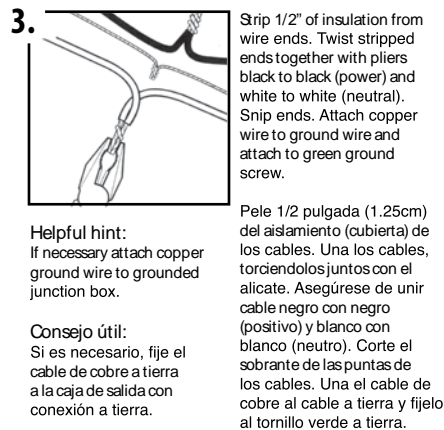 3.
Strip 1/2” of insulation from
wire ends. Twist stripped
ends together with pliers
black to black (power) and
white to white (neutral).
Snip ends. Attach copper
wire to ground wire and
attach to green ground
screw.
Pele 1/2 pulgada (1.25cm)
del aislamiento (cubierta) de
los cables. Una los cables,
torciendolos juntos con el
alicate. Asegúrese de unir
cable negro con negro
(positivo) y blanco con
blanco (neutro). Corte el
sobrante de las puntas de
los cables. Una el cable de
cobre al cable a tierra y fijelo
al tornillo verde a tierra.
Helpful hint:
If necessary attach copper
ground wire to grounded
junction box.
Consejo útil:
Si es necesario, fije el
cable de cobre a tierra
a la caja de salida con
conexión a tierra.